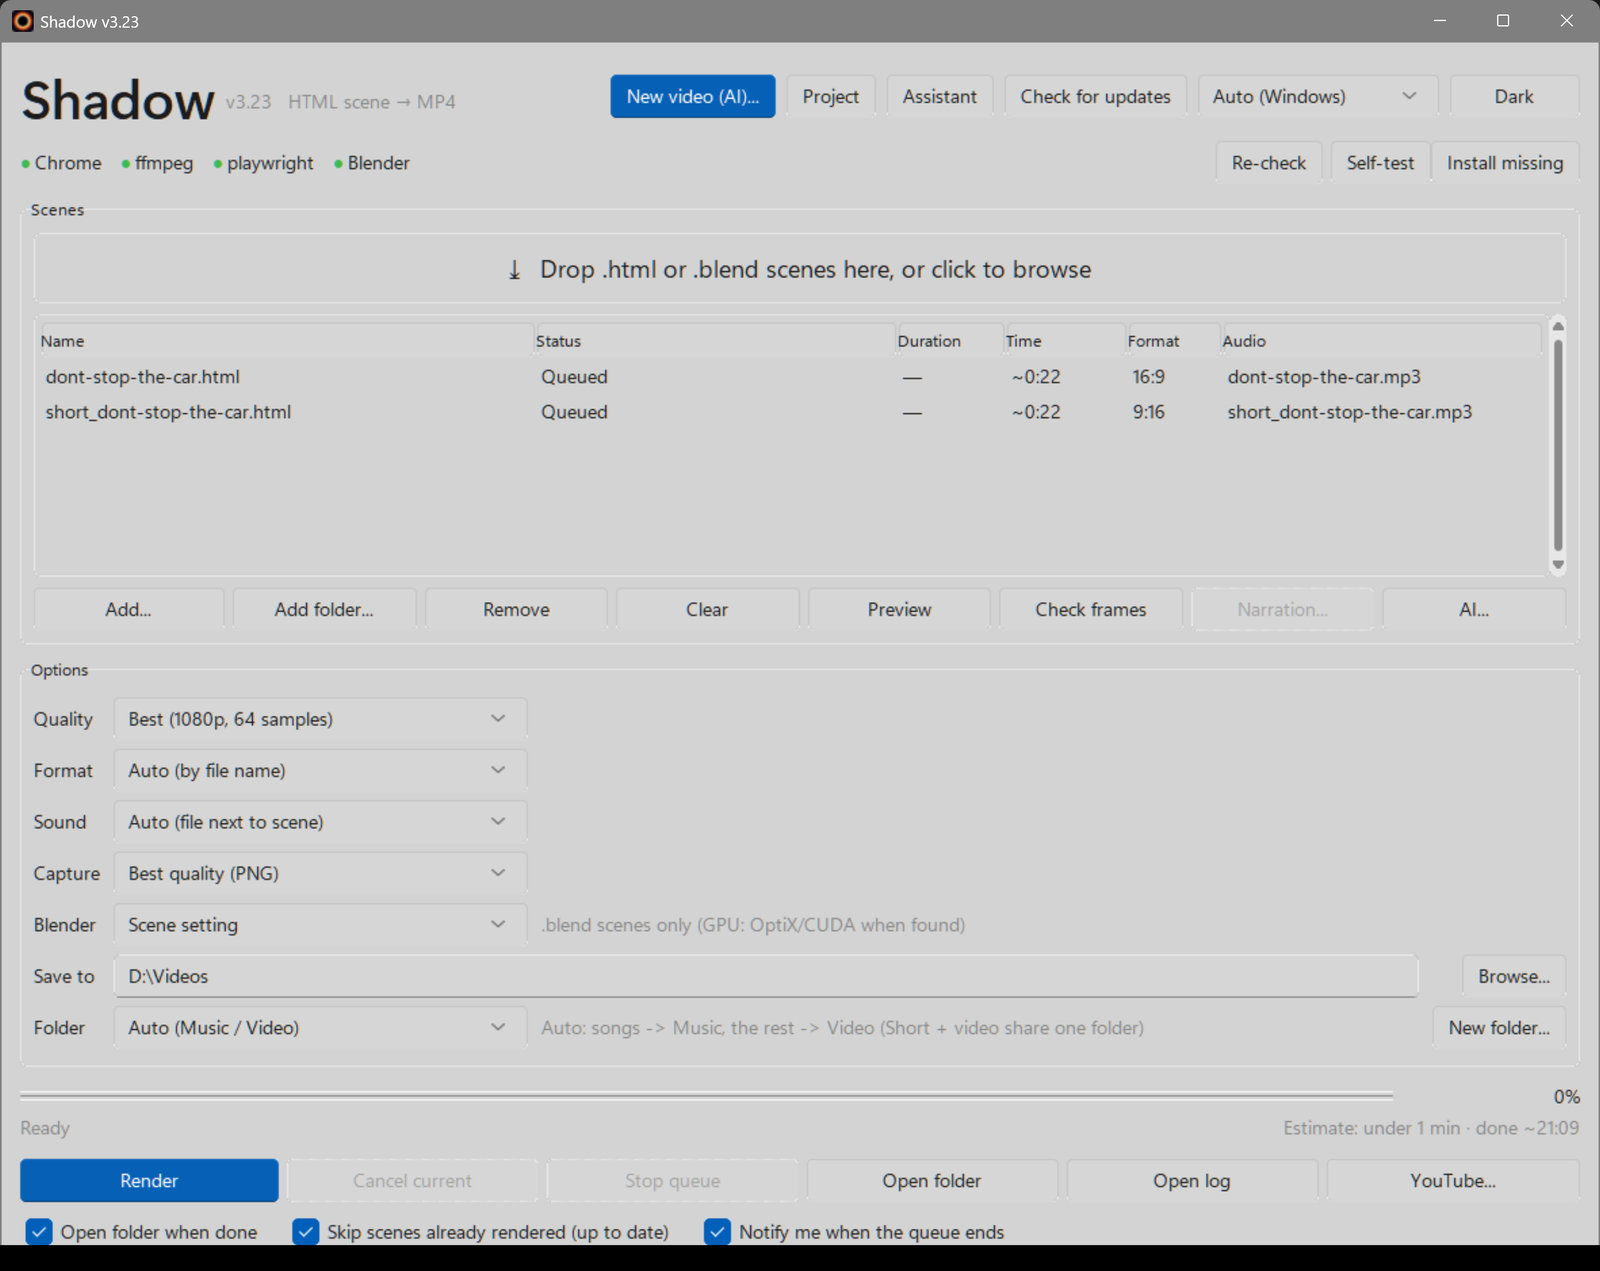 Shadow v3.23
Shadow v3.23 HTML scene → MP4 New video (AI)... Project Assistant Check for updates Auto (Windows) Dark
Chrome ffmpeg playwright Blender Re-check Self-test Install missing
Scenes
↓ Drop .html or .blend scenes here, or click to browse
Name Status Duration Time Format Audio
dont-stop-the-car.html Queued — ~0:22 16:9 dont-stop-the-car.mp3
short_dont-stop-the-car.html Queued — ~0:22 9:16 short_dont-stop-the-car.mp3
Add... Add folder... Remove Clear Preview Check frames Narration... AI...
Options
Quality Best (1080p, 64 samples)
Format Auto (by file name)
Sound Auto (file next to scene)
Capture Best quality (PNG)
Blender Scene setting .blend scenes only (GPU: OptiX/CUDA when found)
Save to D:\Videos Browse...
Folder Auto (Music / Video) Auto: songs -> Music, the rest -> Video (Short + video share one folder) New folder...
0%
Ready Estimate: under 1 min · done ~21:09
Render Cancel current Stop queue Open folder Open log YouTube...
Open folder when done Skip scenes already rendered (up to date) Notify me when the queue ends